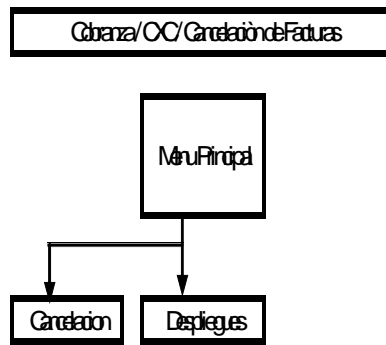 Cobranza / CXC / Cancelaciòn de Facturas
Menu Principal
Cancelacion
Despliegues